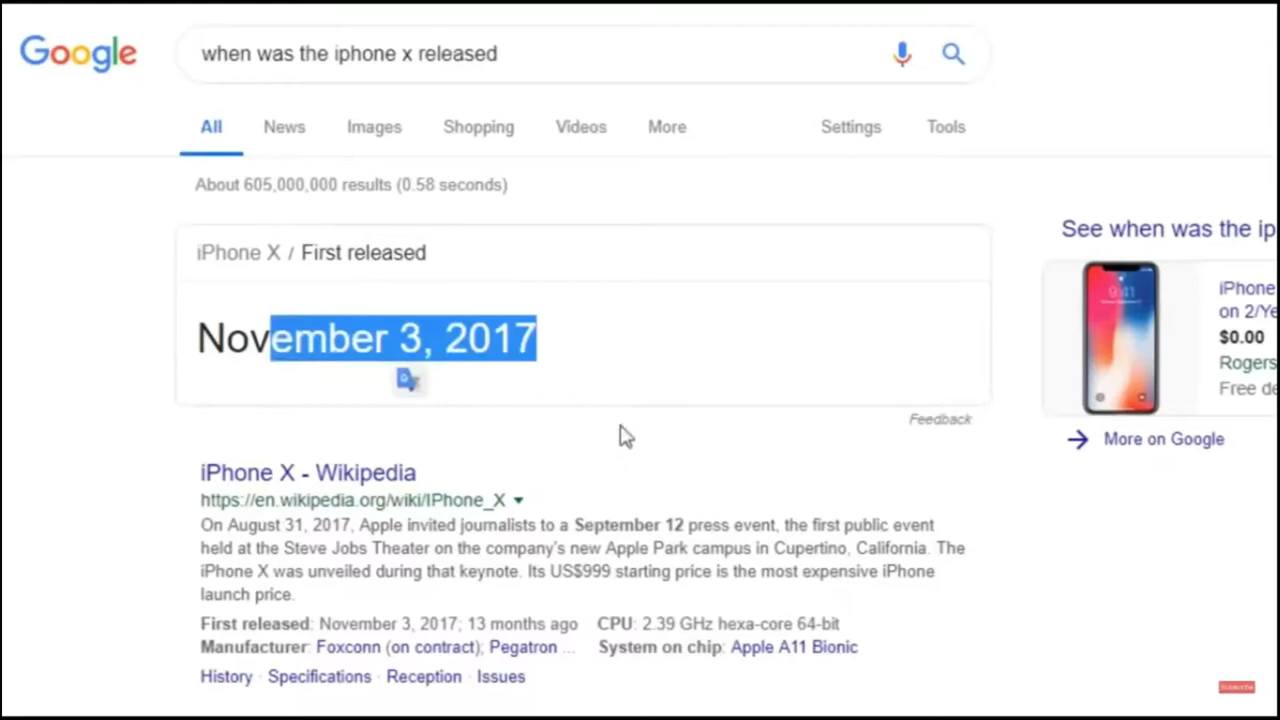 Google
when was the iphone x released
All News Images Shopping Videos More Settings Tools
About 605,000,000 results (0.58 seconds)
iPhone X / First released
November 3, 2017
Feedback
iPhone X - Wikipedia
https://en.wikipedia.org/wiki/IPhone_X
On August 31, 2017, Apple invited journalists to a September 12 press event, the first public event
held at the Steve Jobs Theater on the company's new Apple Park campus in Cupertino, California. The
iPhone X was unveiled during that keynote. Its US$999 starting price is the most expensive iPhone
launch price.
First released: November 3, 2017; 13 months ago CPU: 2.39 GHz hexa-core 64-bit
Manufacturer: Foxconn (on contract); Pegatron ... System on chip: Apple A11 Bionic
History · Specifications · Reception · Issues
See when was the ip
9:41
iPhone
on 2/Ye
$0.00
Rogers
Free de
More on Google